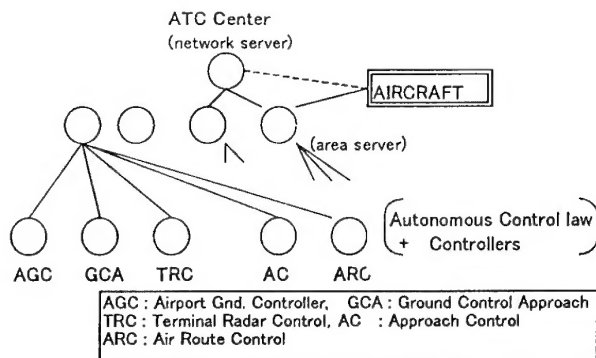 ATC Center
(network server)
AIRCRAFT
(area server)
Autonomous Control law
+ Controllers
AGC GCA TRC AC ARC
AGC : Airport Gnd. Controller, GCA : Ground Control Approach
TRC : Terminal Radar Control, AC : Approach Control
ARC : Air Route Control